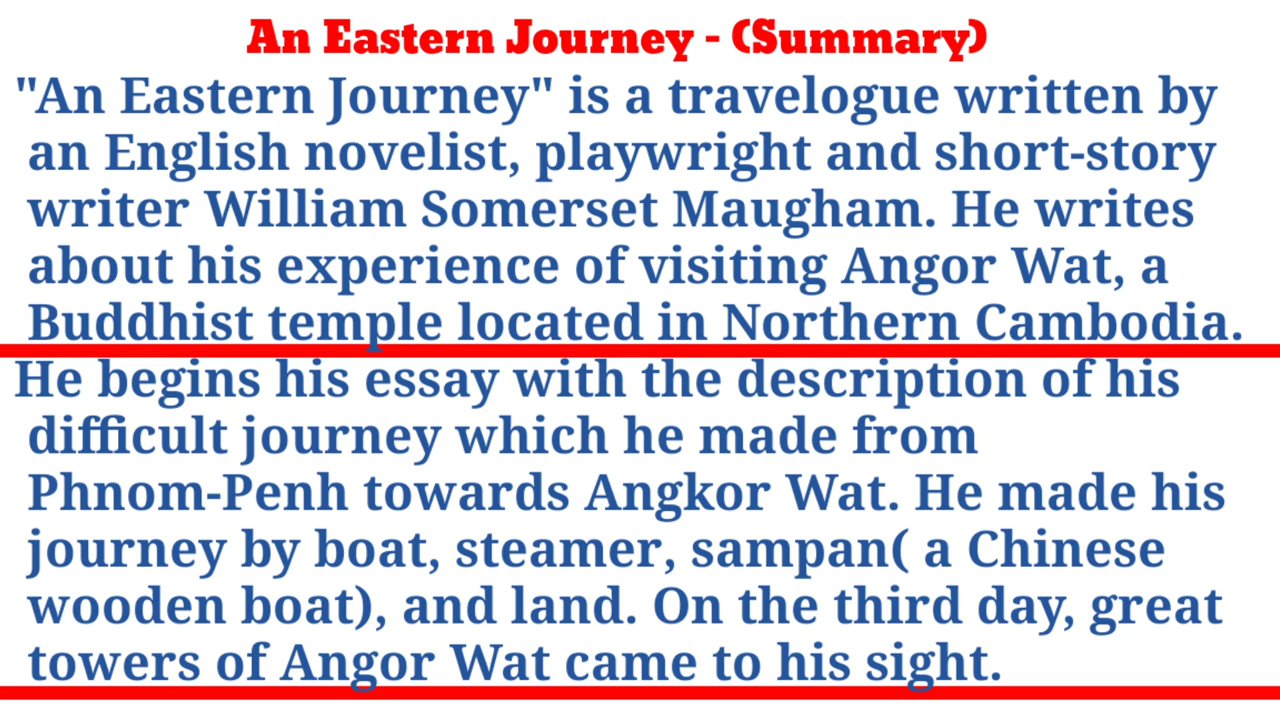 An Eastern Journey - (Summary)
"An Eastern Journey" is a travelogue written by
an English novelist, playwright and short-story
writer William Somerset Maugham. He writes
about his experience of visiting Angor Wat, a
Buddhist temple located in Northern Cambodia.
He begins his essay with the description of his
difficult journey which he made from
Phnom-Penh towards Angkor Wat. He made his
journey by boat, steamer, sampan( a Chinese
wooden boat), and land. On the third day, great
towers of Angor Wat came to his sight.